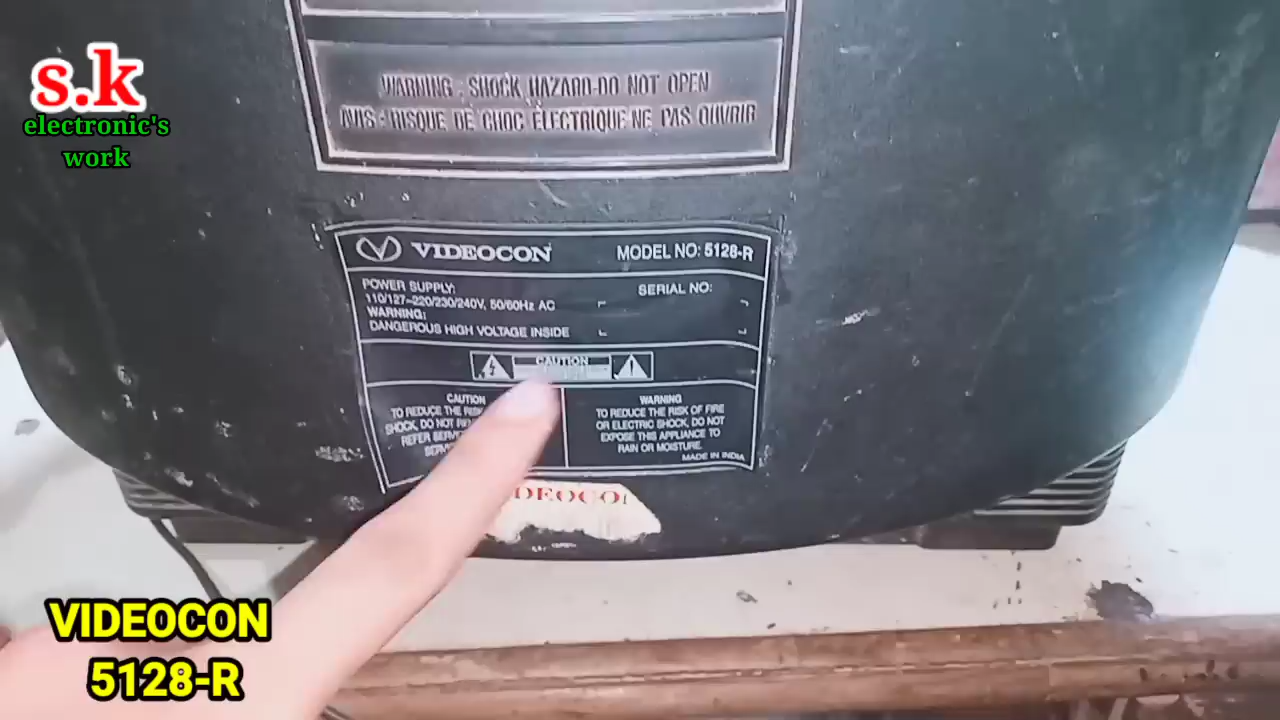 s.k
electronic's
work
WARNING : SHOCK HAZARD-DO NOT OPEN
AVIS : RISQUE DE CHOC ÉLECTRIQUE-NE PAS OUVRIR
VIDEOCON MODEL NO: 5128-R
POWER SUPPLY:
110/127~220/230/240V, 50/60Hz AC
SERIAL NO:
WARNING:
DANGEROUS HIGH VOLTAGE INSIDE
CAUTION
CAUTION
TO REDUCE THE
SHOCK, DO NOT
REFER
WARNING
TO REDUCE THE RISK OF FIRE
OR ELECTRIC SHOCK, DO NOT
EXPOSE THIS APPLIANCE TO
RAIN OR MOISTURE.
MADE IN INDIA
DEOCON
VIDEOCON
5128-R